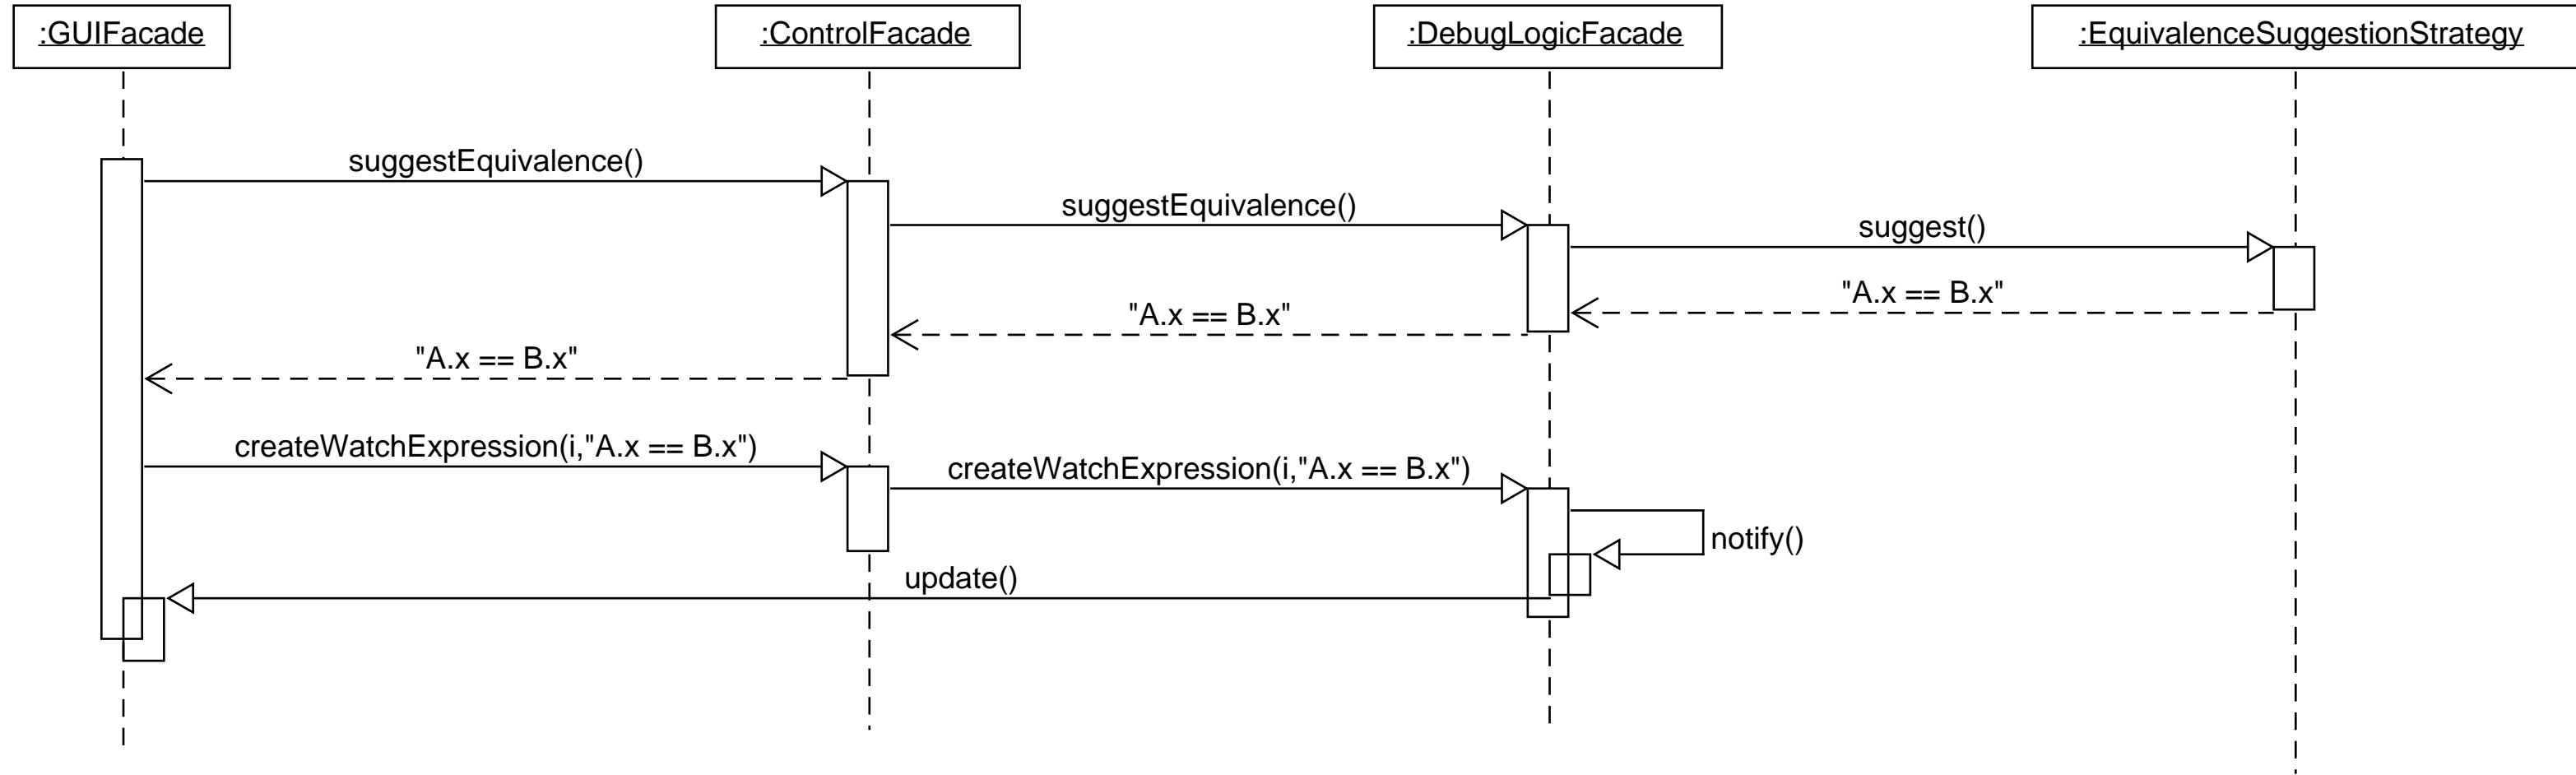 :GUIFacade
:ControlFacade
:DebugLogicFacade
:EquivalenceSuggestionStrategy
suggestEquivalence()
suggestEquivalence()
suggest()
"A.x == B.x"
"A.x == B.x"
"A.x == B.x"
createWatchExpression(i,"A.x == B.x")
createWatchExpression(i,"A.x == B.x")
notify()
update()